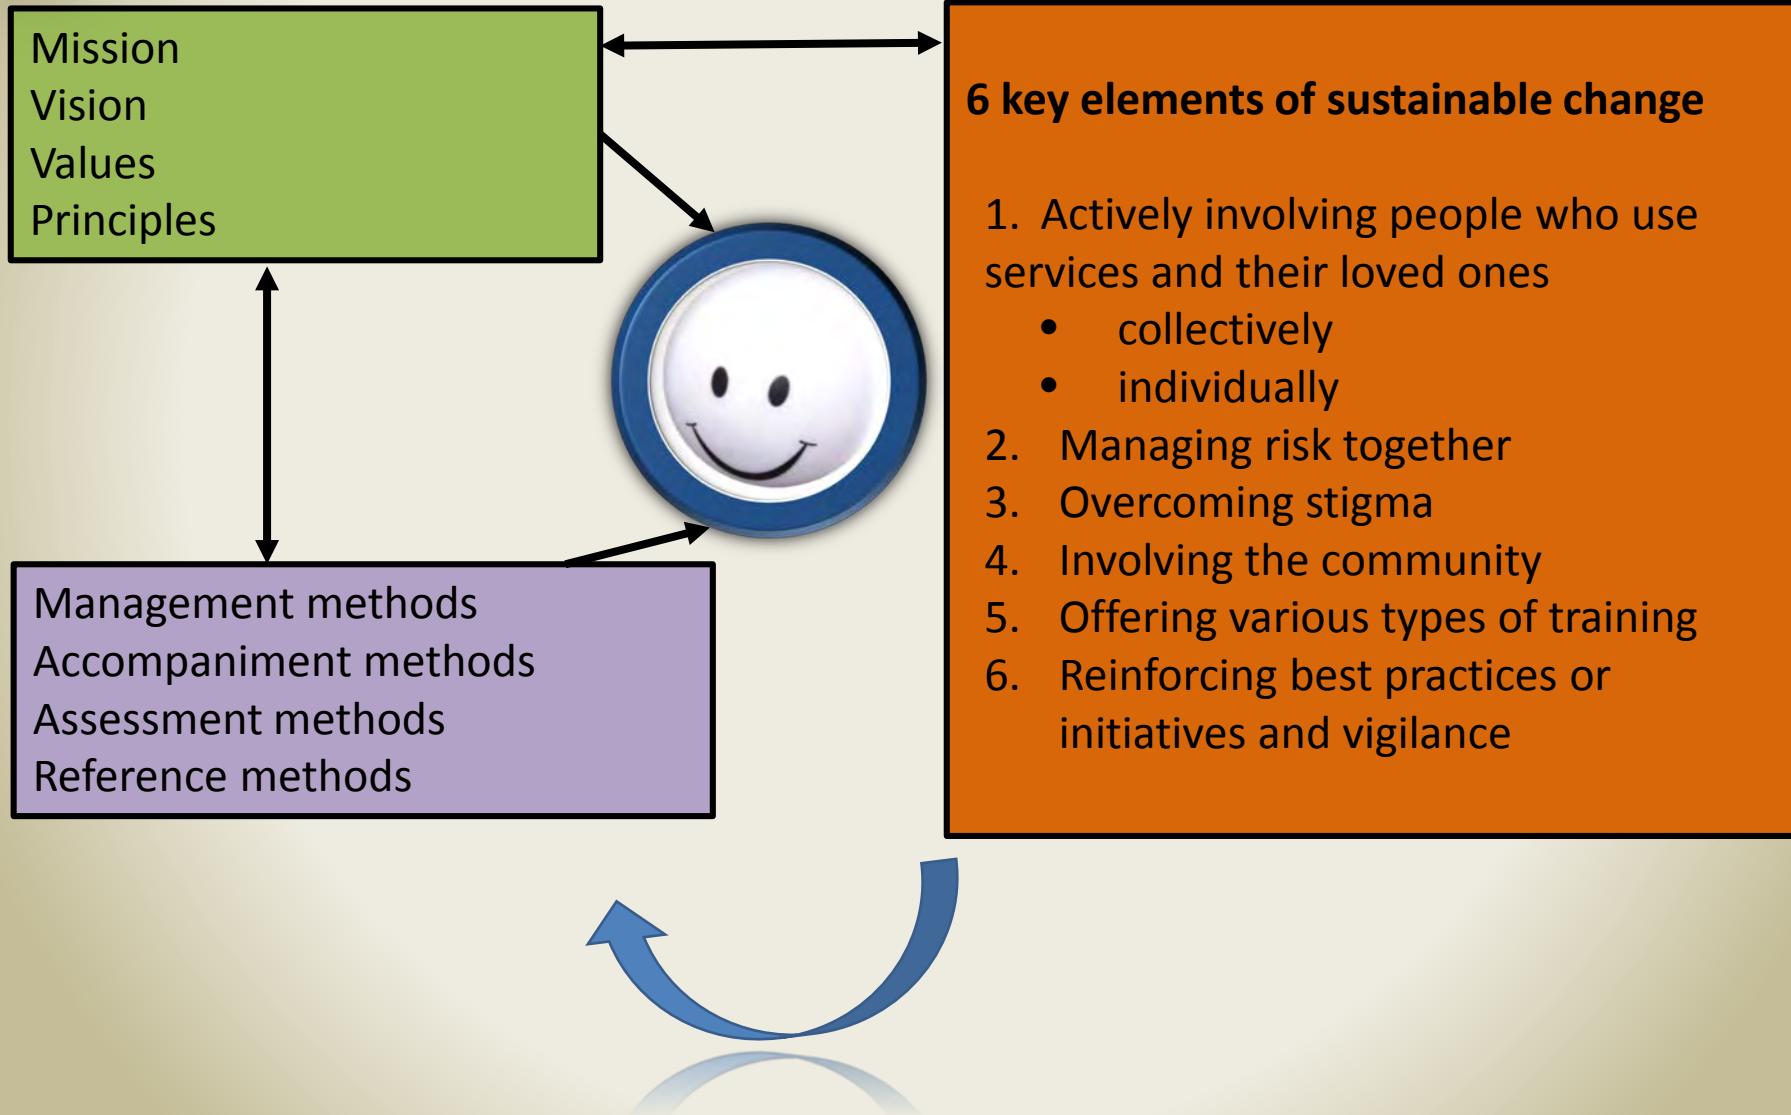 Mission
Vision
Values
Principles
6 key elements of sustainable change
1. Actively involving people who use
services and their loved ones
• collectively
• individually
2. Managing risk together
3. Overcoming stigma
4. Involving the community
5. Offering various types of training
6. Reinforcing best practices or
initiatives and vigilance
Management methods
Accompaniment methods
Assessment methods
Reference methods